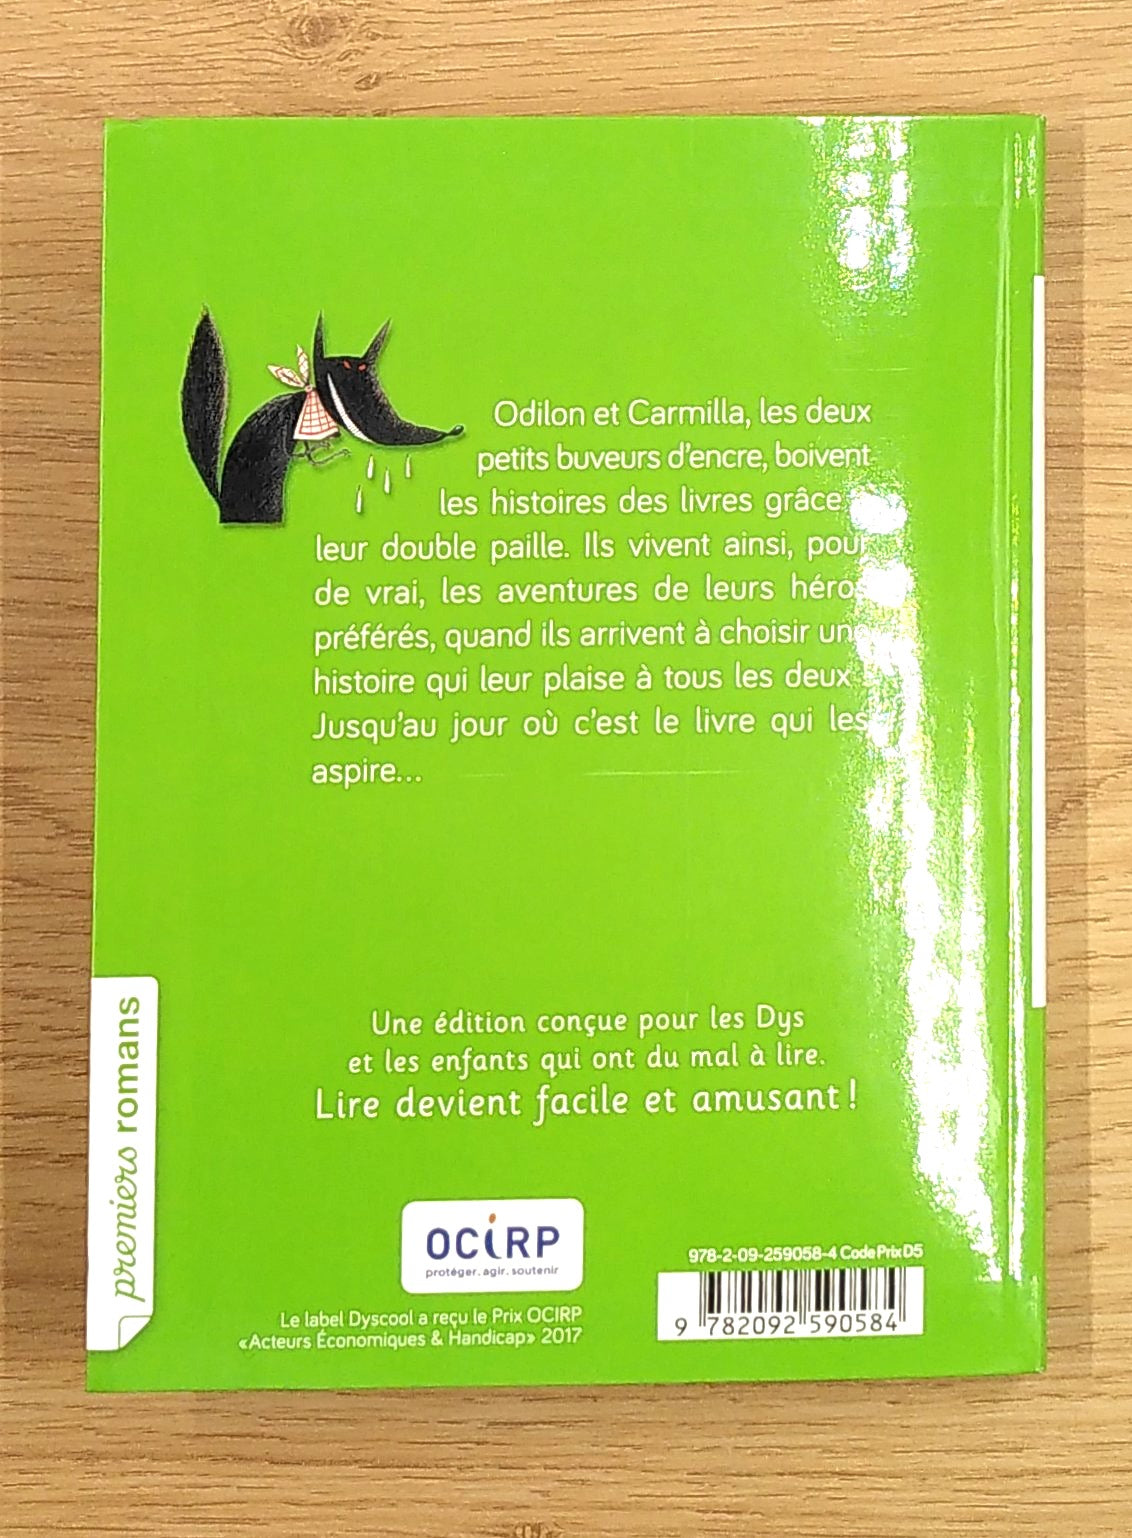 Odilon et Carmilla, les deux
petits buveurs d'encre, boivent
les histoires des livres grâce
leur double paille. Ils vivent ainsi, pour
de vrai, les aventures de leurs héros
préférés, quand ils arrivent à choisir une
histoire qui leur plaise à tous les deux
Jusqu'au jour où c'est le livre qui les
aspire...
Une édition conçue pour les Dys
et les enfants qui ont du mal à lire.
Lire devient facile et amusant !
premiers romans
OCIRP
protéger. agir. soutenir
Le label Dyscool a reçu le Prix OCIRP
«Acteurs Économiques & Handicap» 2017
978-2-09-259058-4 Code Prix D5
9 782092 590584